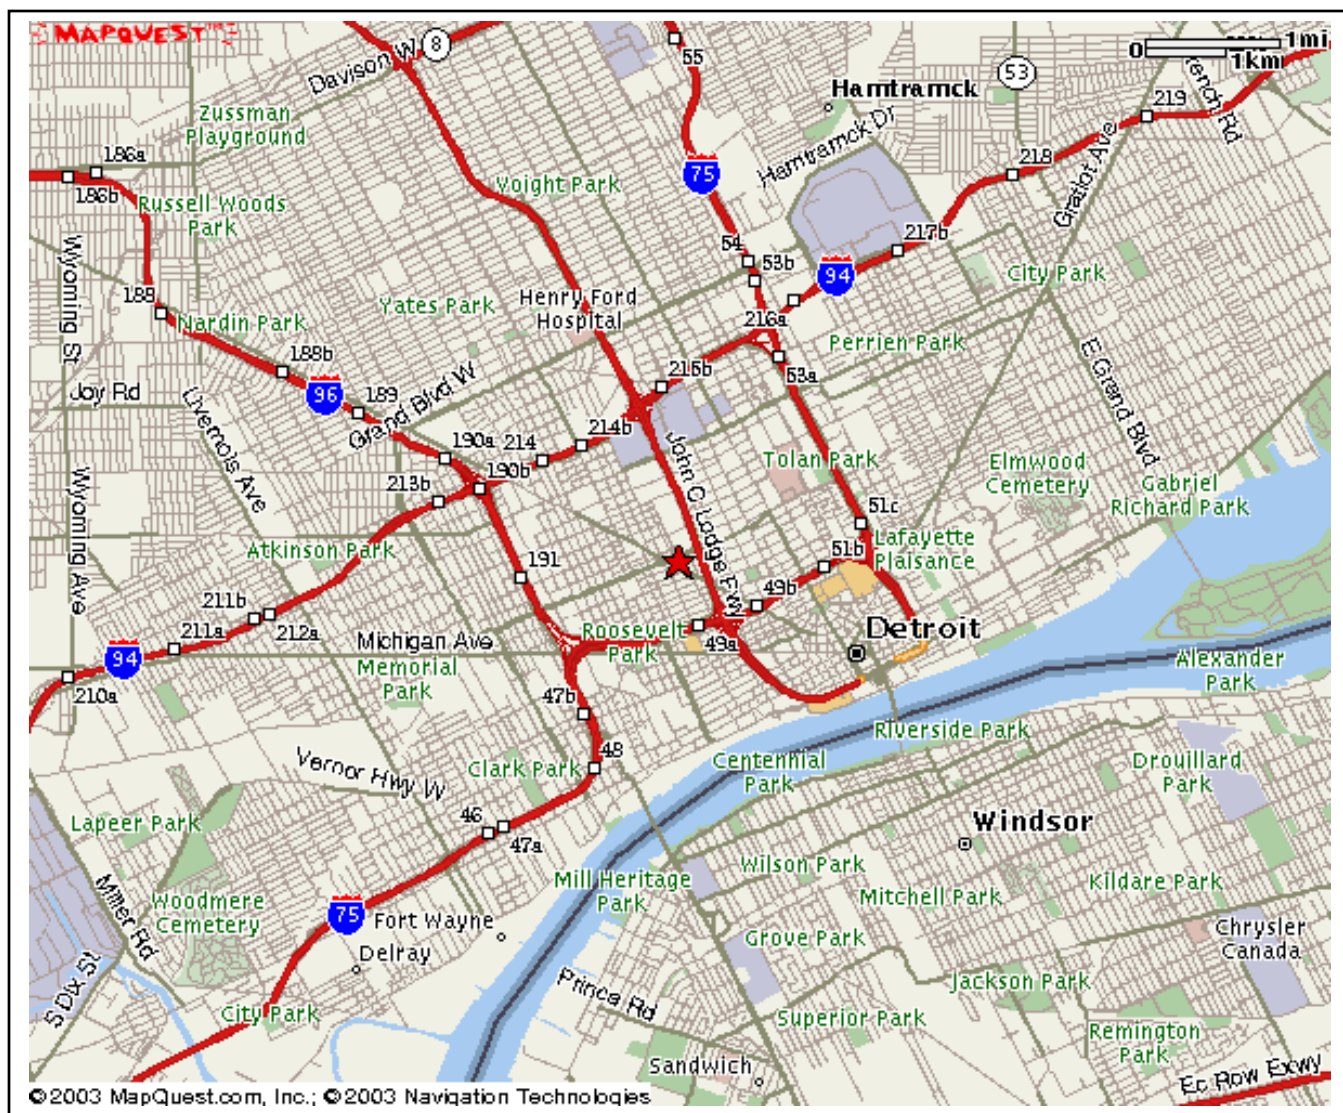 MAPQUEST
Davison W
8
55
53
0
1mi
1km
French Rd
Hamtramck
219
Zussman
Playground
Hamtramck Dr
218
Gratiot Ave
186a
186b
75
Voight Park
Russell Woods
Park
Wyoming St
54
53b
217b
94
City Park
188
Nardin Park
Yates Park
Henry Ford
Hospital
216a
Perrien Park
188b
Joy Rd
96
189
Grand Blvd W
215b
53a
E Grand Blvd
Livernois Ave
190a
214
214b
John C Lodge Fwy
Tolan Park
Elmwood
Cemetery
Gabriel
Richard Park
Wyoming Ave
213b
190b
51c
Atkinson Park
191
51b
Lafayette
Plaisance
211b
211a
212a
49b
94
Michigan Ave
Roosevelt
Park
49a
Detroit
210a
Memorial
Park
Alexander
Park
47b
Riverside Park
48
Vernor Hwy W
Clark Park
Centennial
Park
Drouillard
Park
Lapeer Park
46
47a
Windsor
Miller Rd
Woodmere
Cemetery
Mill Heritage
Park
Wilson Park
Mitchell Park
Kildare Park
75
Fort Wayne
Delray
Grove Park
Chrysler
Canada
S Dix St
Prince Rd
Jackson Park
City Park
Superior Park
Remington
Park
Sandwich
Ec Row Exwy
©2003 MapQuest.com, Inc.; ©2003 Navigation Technologies